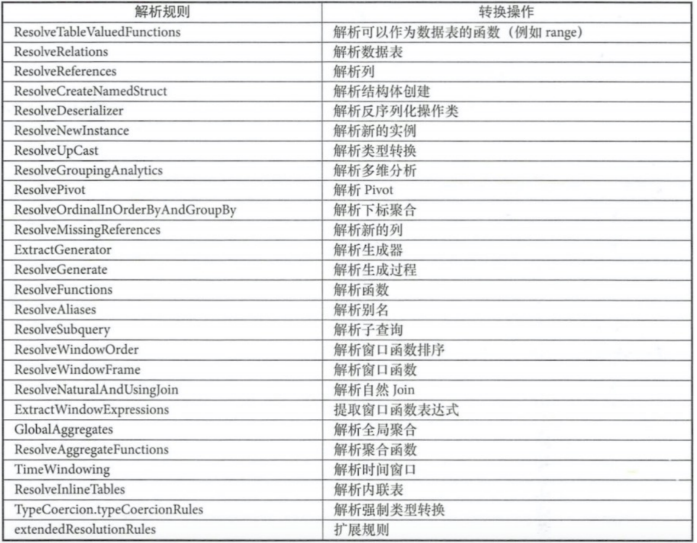 解析规则 转换操作
ResolveTableValuedFunctions 解析可以作为数据表的函数（例如 range）
ResolveRelations 解析数据表
ResolveReferences 解析列
ResolveCreateNamedStruct 解析结构体创建
ResolveDeserializer 解析反序列化操作类
ResolveNewInstance 解析新的实例
ResolveUpCast 解析类型转换
ResolveGroupingAnalytics 解析多维分析
ResolvePivot 解析 Pivot
ResolveOrdinalInOrderByAndGroupBy 解析下标聚合
ResolveMissingReferences 解析新的列
ExtractGenerator 解析生成器
ResolveGenerate 解析生成过程
ResolveFunctions 解析函数
ResolveAliases 解析别名
ResolveSubquery 解析子查询
ResolveWindowOrder 解析窗口函数排序
ResolveWindowFrame 解析窗口函数
ResolveNaturalAndUsingJoin 解析自然 Join
ExtractWindowExpressions 提取窗口函数表达式
GlobalAggregates 解析全局聚合
ResolveAggregateFunctions 解析聚合函数
TimeWindowing 解析时间窗口
ResolveInlineTables 解析内联表
TypeCoercion.typeCoercionRules 解析强制类型转换
extendedResolutionRules 扩展规则